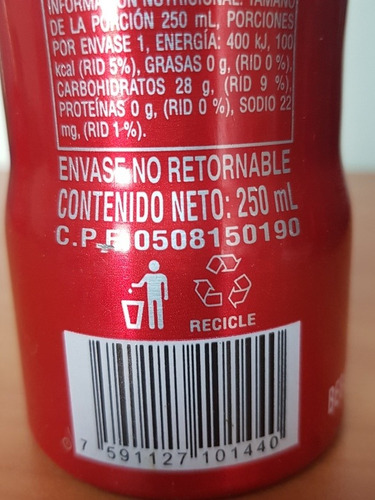 INFORMACIÓN NUTRICIONAL: TAMAÑO
DE LA PORCIÓN 250 mL, PORCIONES
POR ENVASE 1, ENERGÍA: 400 kJ, 100
kcal (RID 5%), GRASAS 0 g, (RID 0 %),
CARBOHIDRATOS 28 g, (RID 9 %),
PROTEÍNAS 0 g, (RID 0 %), SODIO 22
mg, (RID 1 %).
ENVASE NO RETORNABLE
CONTENIDO NETO: 250 mL
C.P.E 0508150190
RECICLE
7 591127 101440